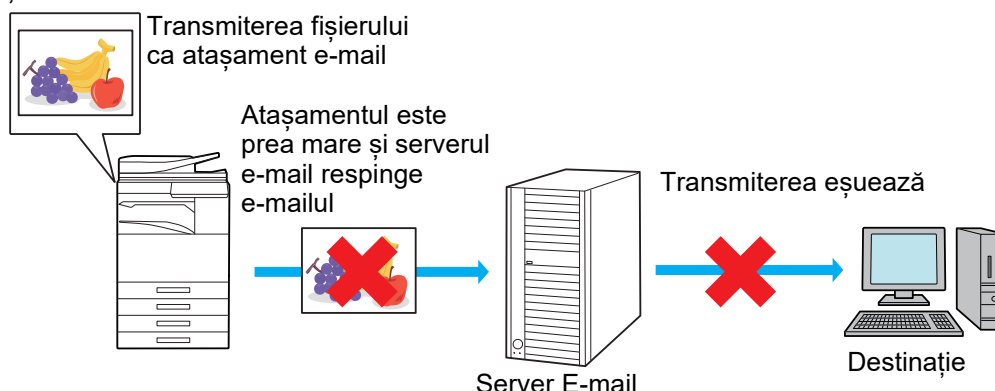 Transmiterea fișierului
ca atașament e-mail
Atașamentul este
prea mare și serverul
e-mail respinge
e-mailul
Transmiterea eșuează
Server E-mail
Destinație